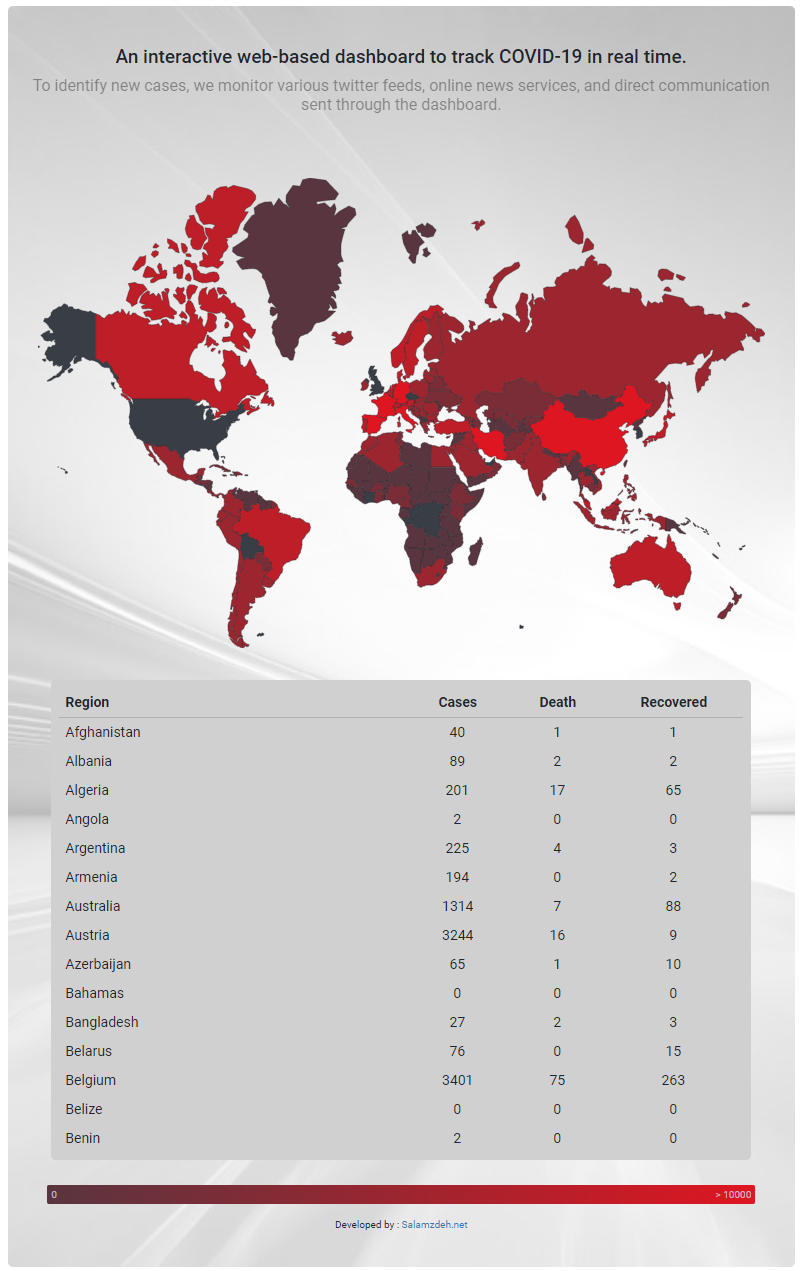 An interactive web-based dashboard to track COVID-19 in real time.
To identify new cases, we monitor various twitter feeds, online news services, and direct communication
sent through the dashboard.
Region Cases Death Recovered
Afghanistan 40 1 1
Albania 89 2 2
Algeria 201 17 65
Angola 2 0 0
Argentina 225 4 3
Armenia 194 0 2
Australia 1314 7 88
Austria 3244 16 9
Azerbaijan 65 1 10
Bahamas 0 0 0
Bangladesh 27 2 3
Belarus 76 0 15
Belgium 3401 75 263
Belize 0 0 0
Benin 2 0 0
0 > 10000
Developed by : Salamzdeh.net